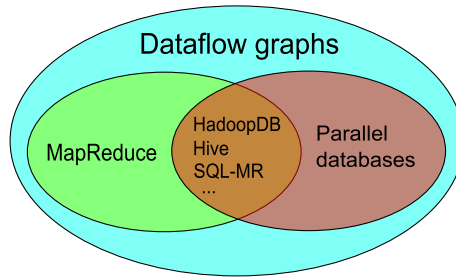 Dataflow graphs
MapReduce
HadoopDB
Hive
SQL-MR
...
Parallel
databases